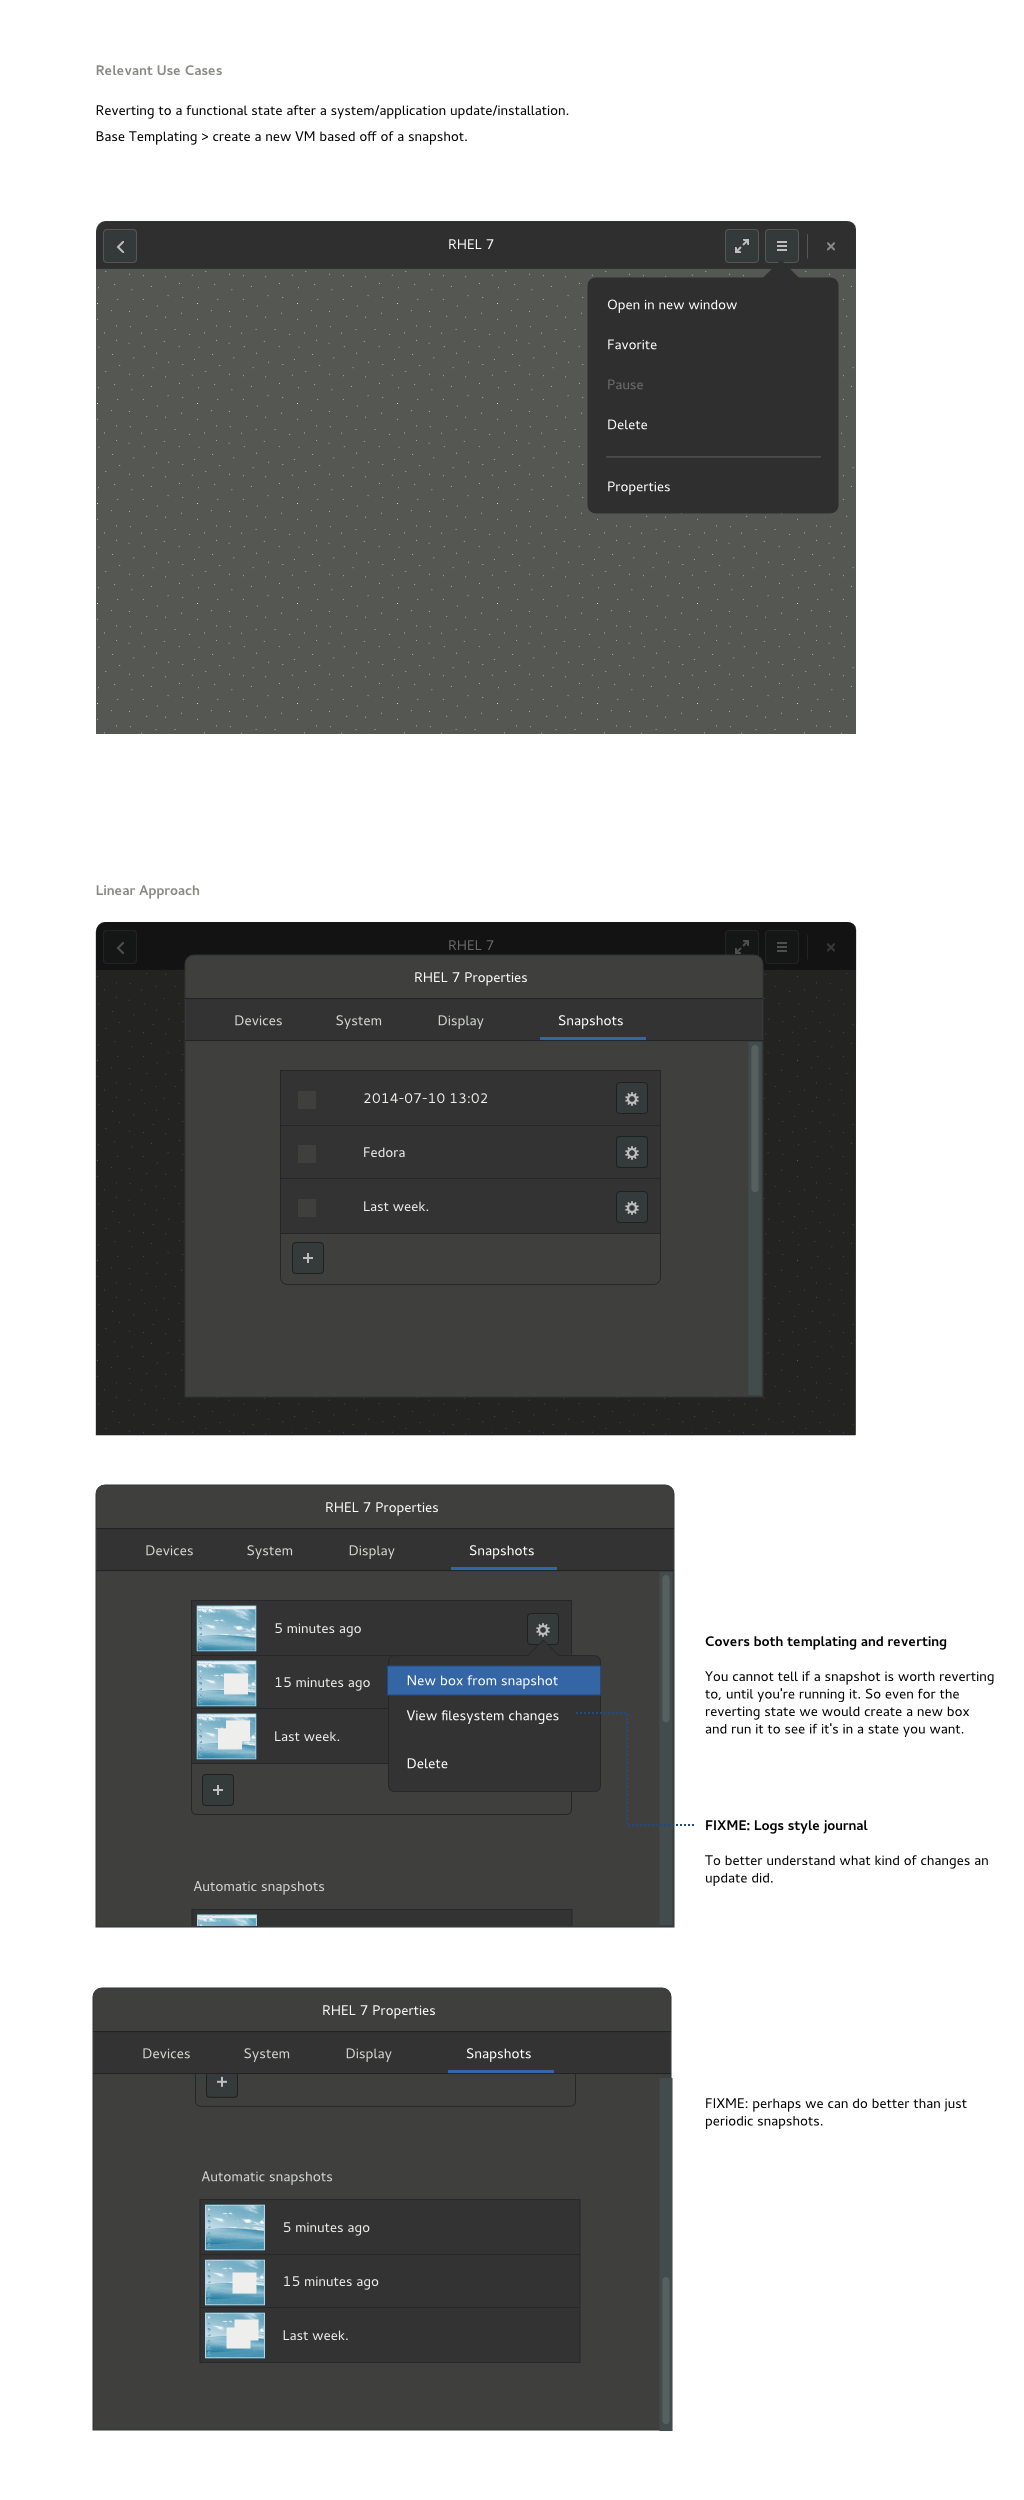 Relevant Use Cases
Reverting to a functional state after a system/application update/installation.
Base Templating > create a new VM based off of a snapshot.
RHEL 7
Open in new window
Favorite
Pause
Delete
Properties
Linear Approach
RHEL 7
RHEL 7 Properties
Devices System Display Snapshots
2014-07-10 13:02
Fedora
Last week.
RHEL 7 Properties
Devices System Display Snapshots
5 minutes ago
15 minutes ago
Last week.
New box from snapshot
View filesystem changes
Delete
Automatic snapshots
Covers both templating and reverting
You cannot tell if a snapshot is worth reverting
to, until you're running it. So even for the
reverting state we would create a new box
and run it to see if it's in a state you want.
FIXME: Logs style journal
To better understand what kind of changes an
update did.
RHEL 7 Properties
Devices System Display Snapshots
Automatic snapshots
5 minutes ago
15 minutes ago
Last week.
FIXME: perhaps we can do better than just
periodic snapshots.